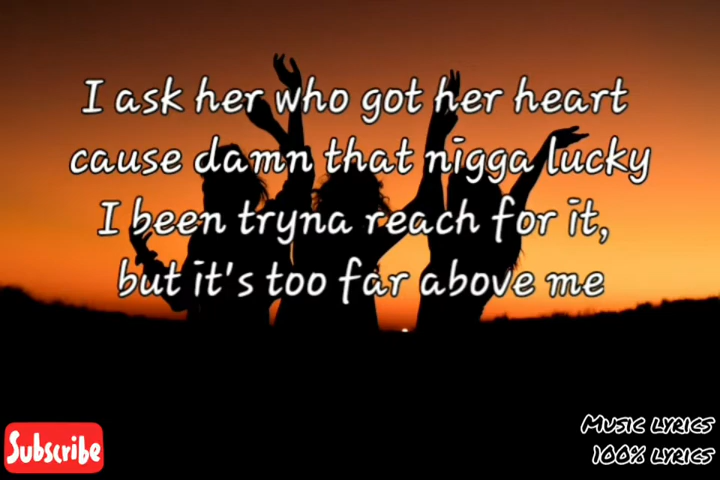 I ask her who got her heart
cause damn that nigga lucky
I been tryna reach for it,
but it's too far above me
Subscribe
Music lyrics
100% lyrics